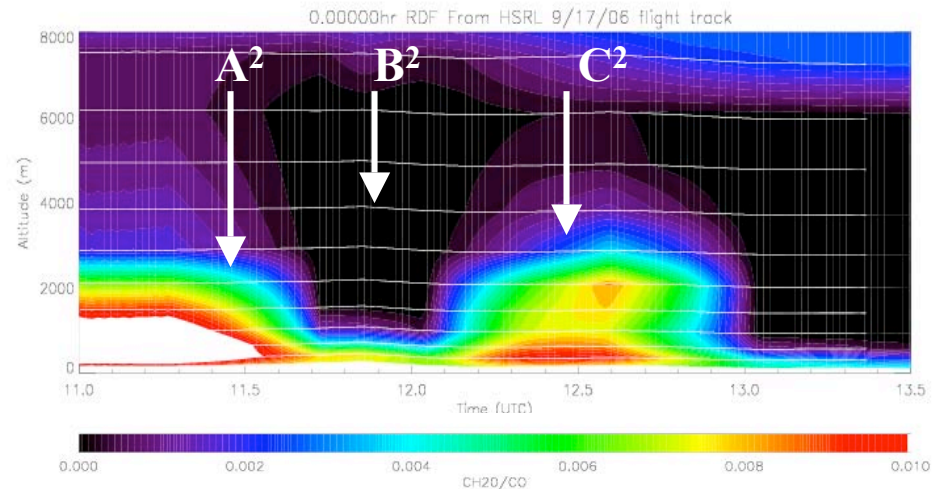 0.00000hr RDF From HSRL 9/17/06 flight track
8000
A² B² C²
6000
Altitude (m)
4000
2000
0
11.0 11.5 12.0 12.5 13.0 13.5
Time (UTC)
0.000 0.002 0.004 0.006 0.008 0.010
CH2O/CO